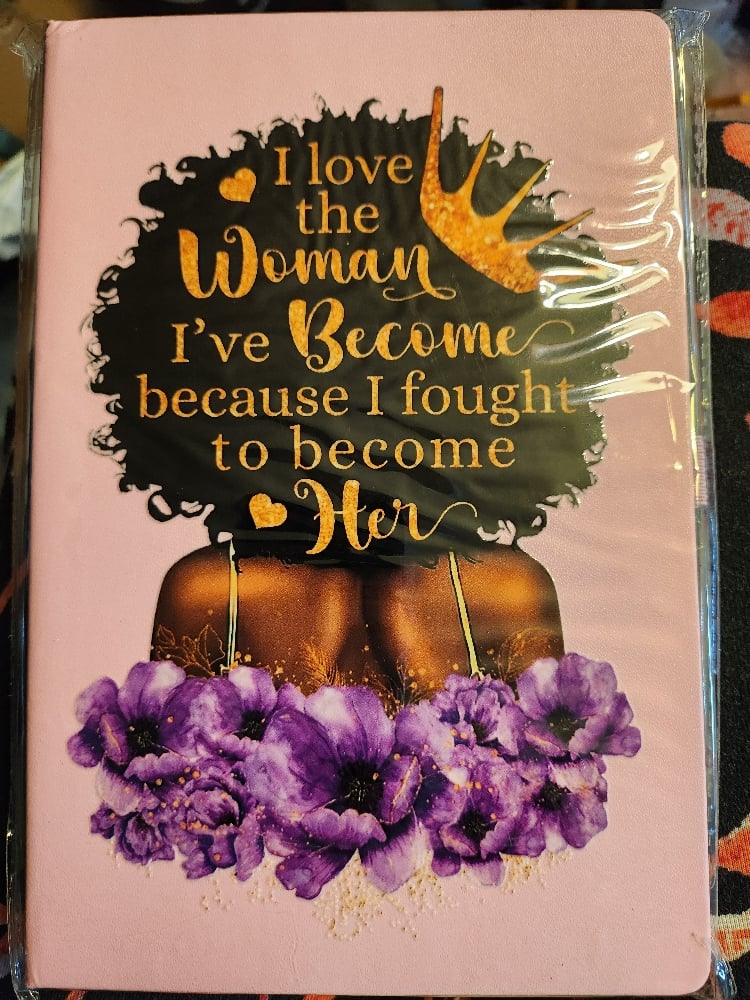 I love
the
Woman
I've Become
because I fought
to become
Her